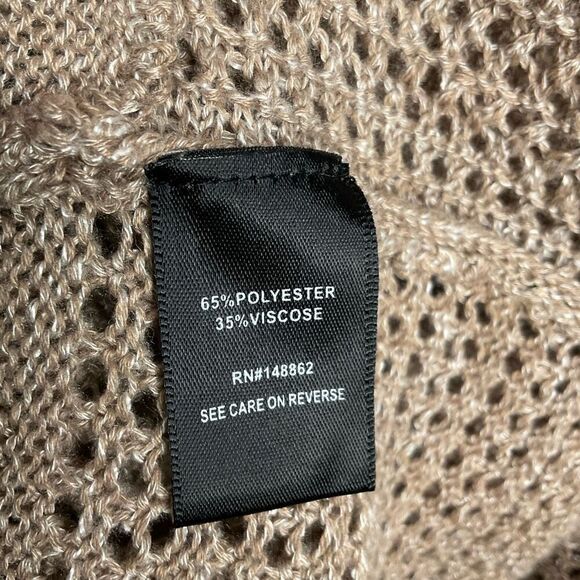 65%POLYESTER
35%VISCOSE
RN#148862
SEE CARE ON REVERSE